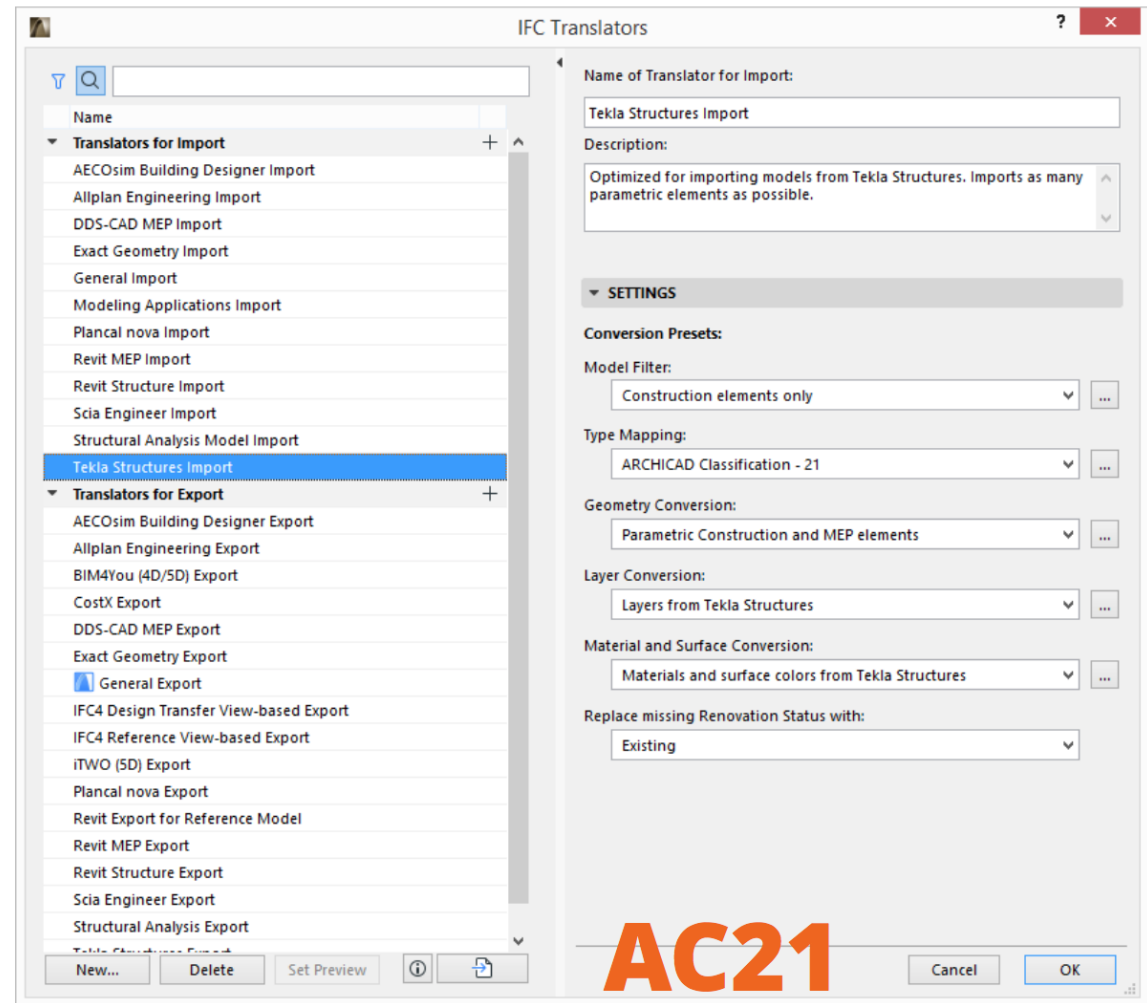 IFC Translators
?
Name
Translators for Import
AECOsim Building Designer Import
Allplan Engineering Import
DDS-CAD MEP Import
Exact Geometry Import
General Import
Modeling Applications Import
Plancal nova Import
Revit MEP Import
Revit Structure Import
Scia Engineer Import
Structural Analysis Model Import
Tekla Structures Import
Translators for Export
AECOsim Building Designer Export
Allplan Engineering Export
BIM4You (4D/5D) Export
CostX Export
DDS-CAD MEP Export
Exact Geometry Export
General Export
IFC4 Design Transfer View-based Export
IFC4 Reference View-based Export
iTWO (5D) Export
Plancal nova Export
Revit Export for Reference Model
Revit MEP Export
Revit Structure Export
Scia Engineer Export
Structural Analysis Export
Tekla Structures Export
New...
Delete
Set Preview
Name of Translator for Import:
Tekla Structures Import
Description:
Optimized for importing models from Tekla Structures. Imports as many
parametric elements as possible.
SETTINGS
Conversion Presets:
Model Filter:
Construction elements only
...
Type Mapping:
ARCHICAD Classification - 21
...
Geometry Conversion:
Parametric Construction and MEP elements
...
Layer Conversion:
Layers from Tekla Structures
...
Material and Surface Conversion:
Materials and surface colors from Tekla Structures
...
Replace missing Renovation Status with:
Existing
AC21
Cancel
OK